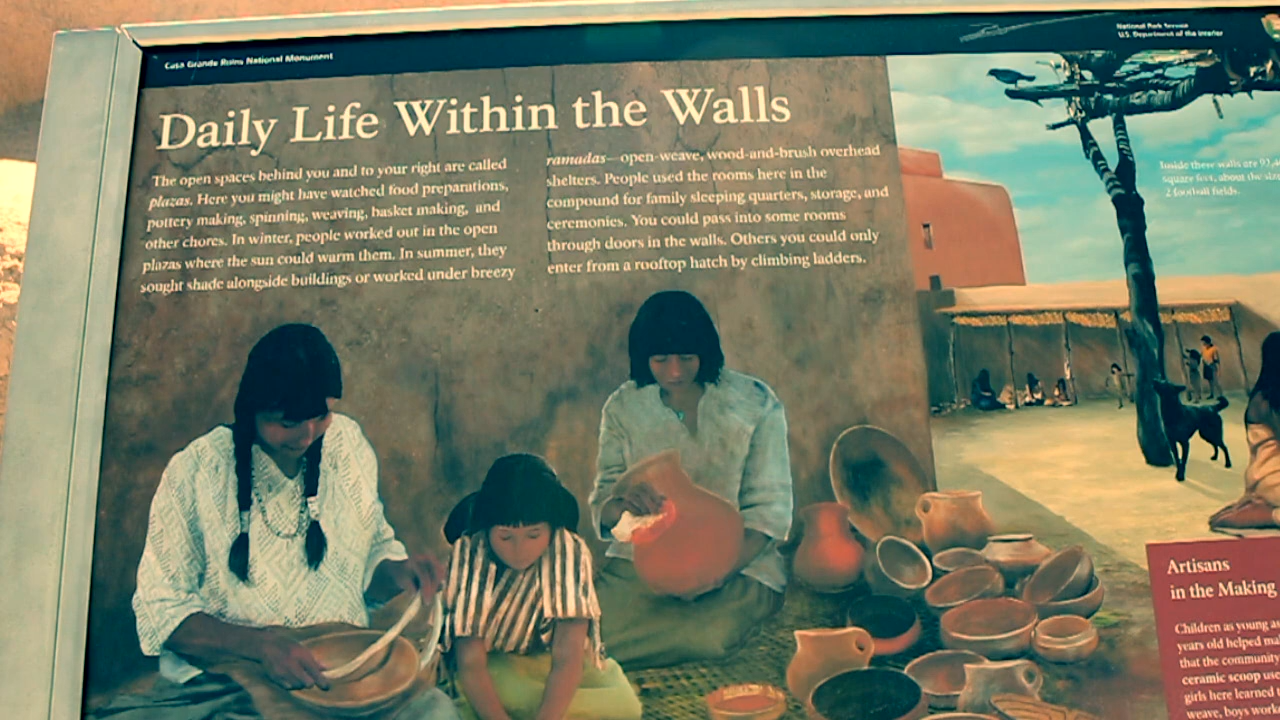 Casa Grande Ruins National Monument
National Park Service
U.S. Department of the Interior
Daily Life Within the Walls
The open spaces behind you and to your right are called
plazas. Here you might have watched food preparations,
pottery making, spinning, weaving, basket making, and
other chores. In winter, people worked out in the open
plazas where the sun could warm them. In summer, they
sought shade alongside buildings or worked under breezy
ramadas—open-weave, wood-and-brush overhead
shelters. People used the rooms here in the
compound for family sleeping quarters, storage, and
ceremonies. You could pass into some rooms
through doors in the walls. Others you could only
enter from a rooftop hatch by climbing ladders.
Inside these walls are
square feet, about the size
2 football fields.
Artisans
in the Making
Children as young
years old helped
that the community
ceramic scoop
girls here learned
weave, boys